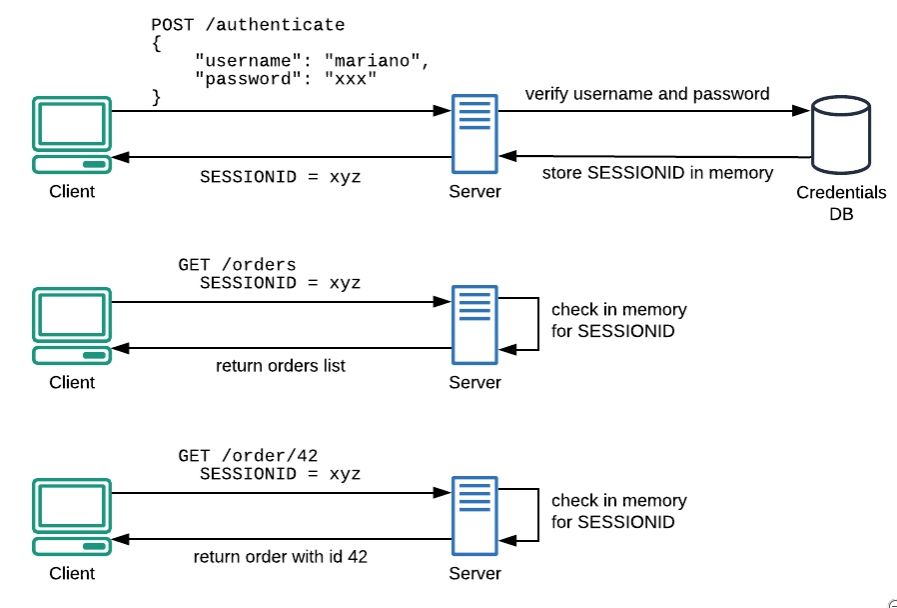 POST /authenticate
{
"username": "mariano",
"password": "xxx"
}
verify username and password
SESSIONID = xyz
store SESSIONID in memory
Client
Server
Credentials
DB
GET /orders
SESSIONID = xyz
check in memory
for SESSIONID
return orders list
Client
Server
GET /order/42
SESSIONID = xyz
check in memory
for SESSIONID
return order with id 42
Client
Server